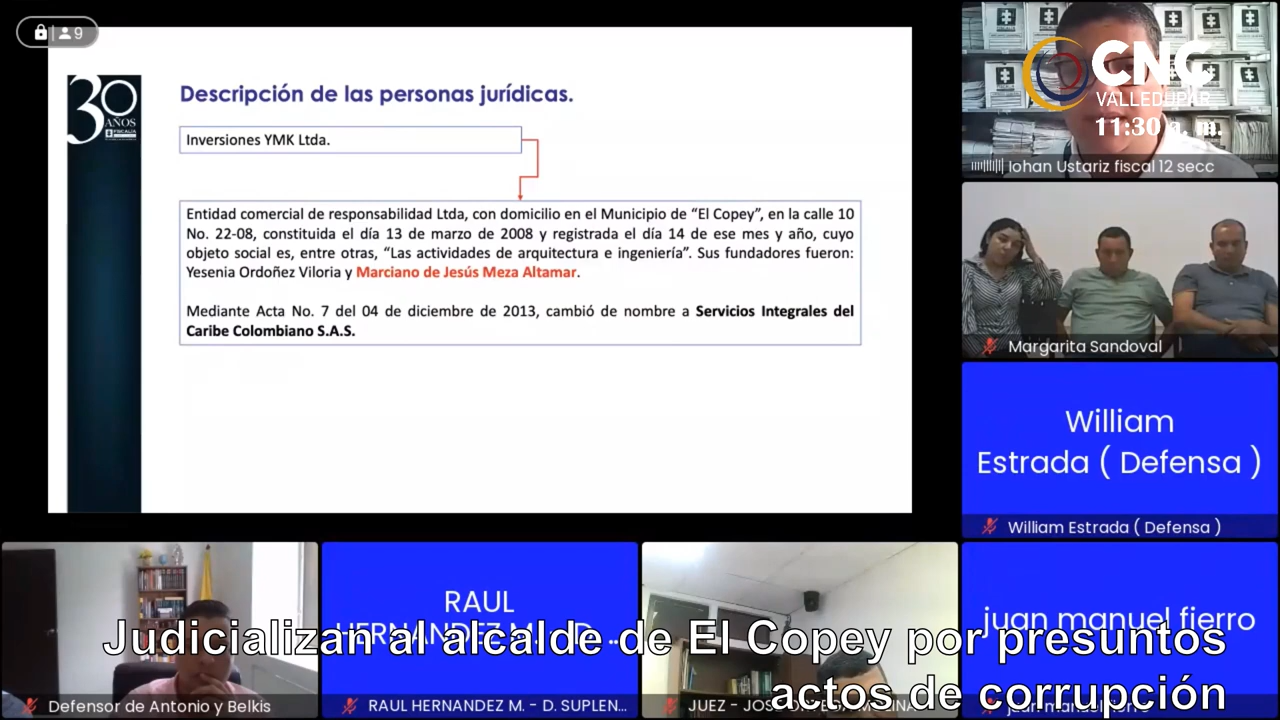 9
30
AÑOS
FISCALÍA
Descripción de las personas jurídicas.
Inversiones YMK Ltda.
Entidad comercial de responsabilidad Ltda, con domicilio en el Municipio de “El Copey”, en la calle 10
No. 22-08, constituida el día 13 de marzo de 2008 y registrada el día 14 de ese mes y año, cuyo
objeto social es, entre otras, “Las actividades de arquitectura e ingeniería”. Sus fundadores fueron:
Yesenia Ordoñez Viloria y Marciano de Jesús Meza Altamar.
Mediante Acta No. 7 del 04 de diciembre de 2013, cambió de nombre a Servicios Integrales del
Caribe Colombiano S.A.S.
CNC
VALLEDUPAR
11:30 a. m.
Iohan Ustariz fiscal 12 secc
Margarita Sandoval
William
Estrada ( Defensa )
William Estrada ( Defensa )
RAUL
HERNANDEZ M. - D. ...
juan manuel fierro
Judicializan al alcalde de El Copey por presuntos
actos de corrupción
Defensor de Antonio y Belkis
RAUL HERNANDEZ M. - D. SUPLEN...
JUEZ - JOSE
juan manuel fierro